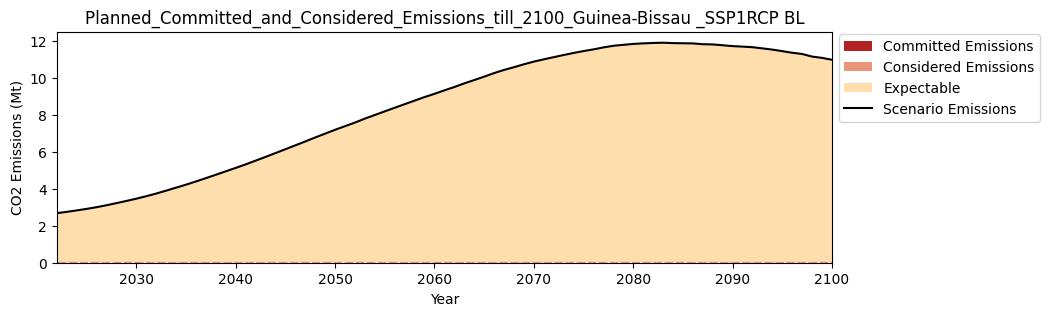 Planned_Committed_and_Considered_Emissions_till_2100_Guinea-Bissau _SSP1RCP BL
CO2 Emissions (Mt)
12
10
8
6
4
2
0
2030 2040 2050 2060 2070 2080 2090 2100
Year
Committed Emissions
Considered Emissions
Expectable
Scenario Emissions